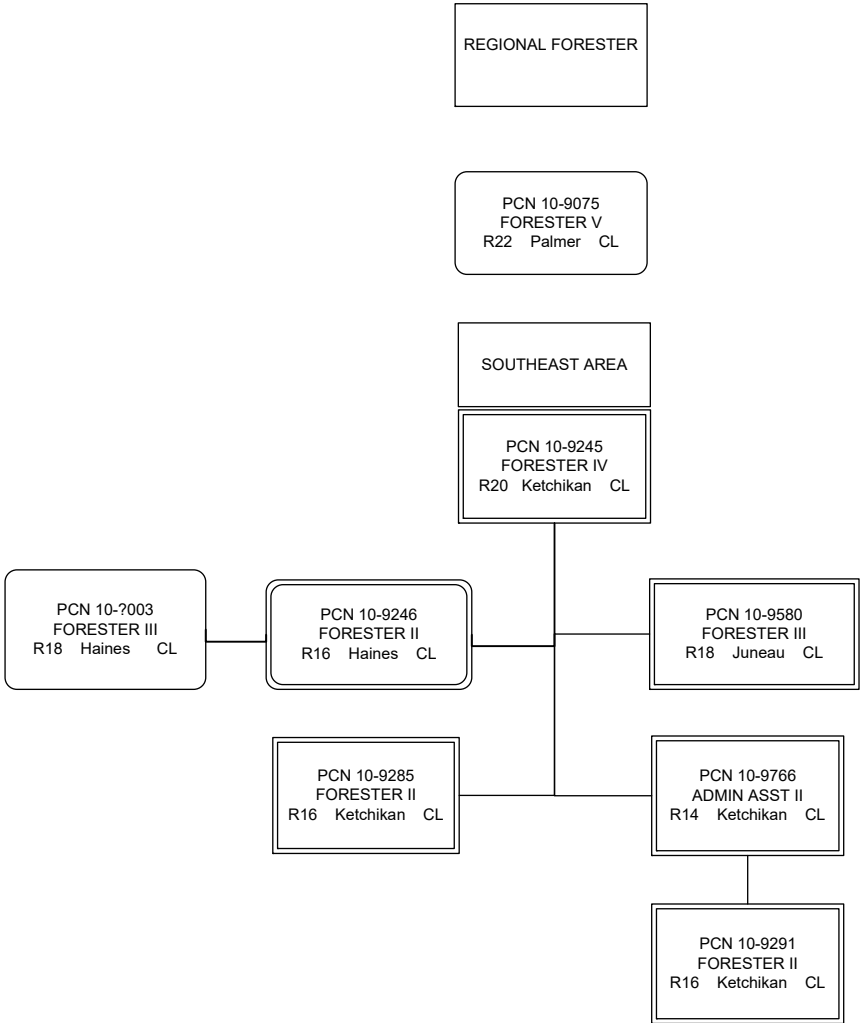 REGIONAL FORESTER
PCN 10-9075
FORESTER V
R22 Palmer CL
SOUTHEAST AREA
PCN 10-9245
FORESTER IV
R20 Ketchikan CL
PCN 10-?003
FORESTER III
R18 Haines CL
PCN 10-9246
FORESTER II
R16 Haines CL
PCN 10-9580
FORESTER III
R18 Juneau CL
PCN 10-9285
FORESTER II
R16 Ketchikan CL
PCN 10-9766
ADMIN ASST II
R14 Ketchikan CL
PCN 10-9291
FORESTER II
R16 Ketchikan CL